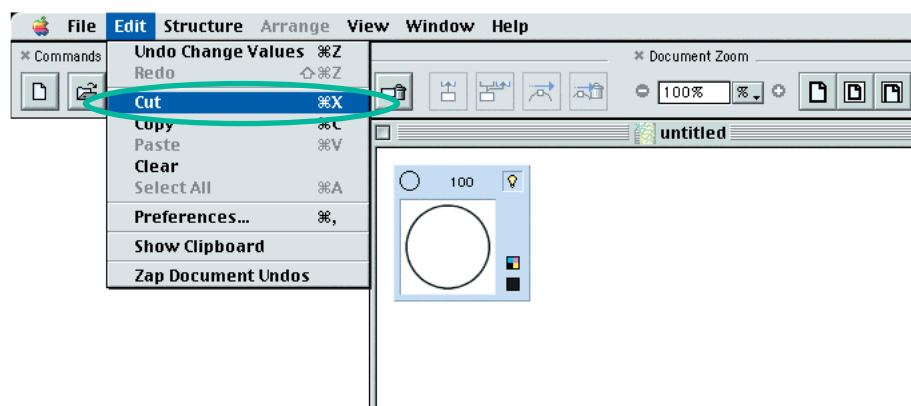 File Edit Structure Arrange View Window Help
Commands
Document Zoom
100% %
Undo Change Values ⌘Z
Redo ⇧⌘Z
Cut ⌘X
Copy ⌘C
Paste ⌘V
Clear
Select All ⌘A
Preferences... ⌘,
Show Clipboard
Zap Document Undos
untitled
100